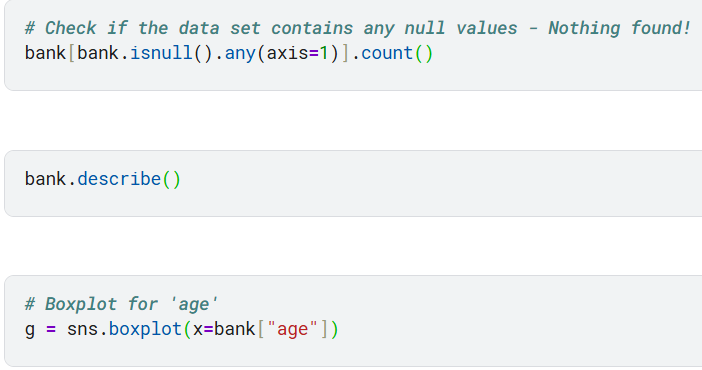 # Check if the data set contains any null values - Nothing found!
bank[bank.isnull().any(axis=1)].count()
bank.describe()
# Boxplot for 'age'
g = sns.boxplot(x=bank["age"])